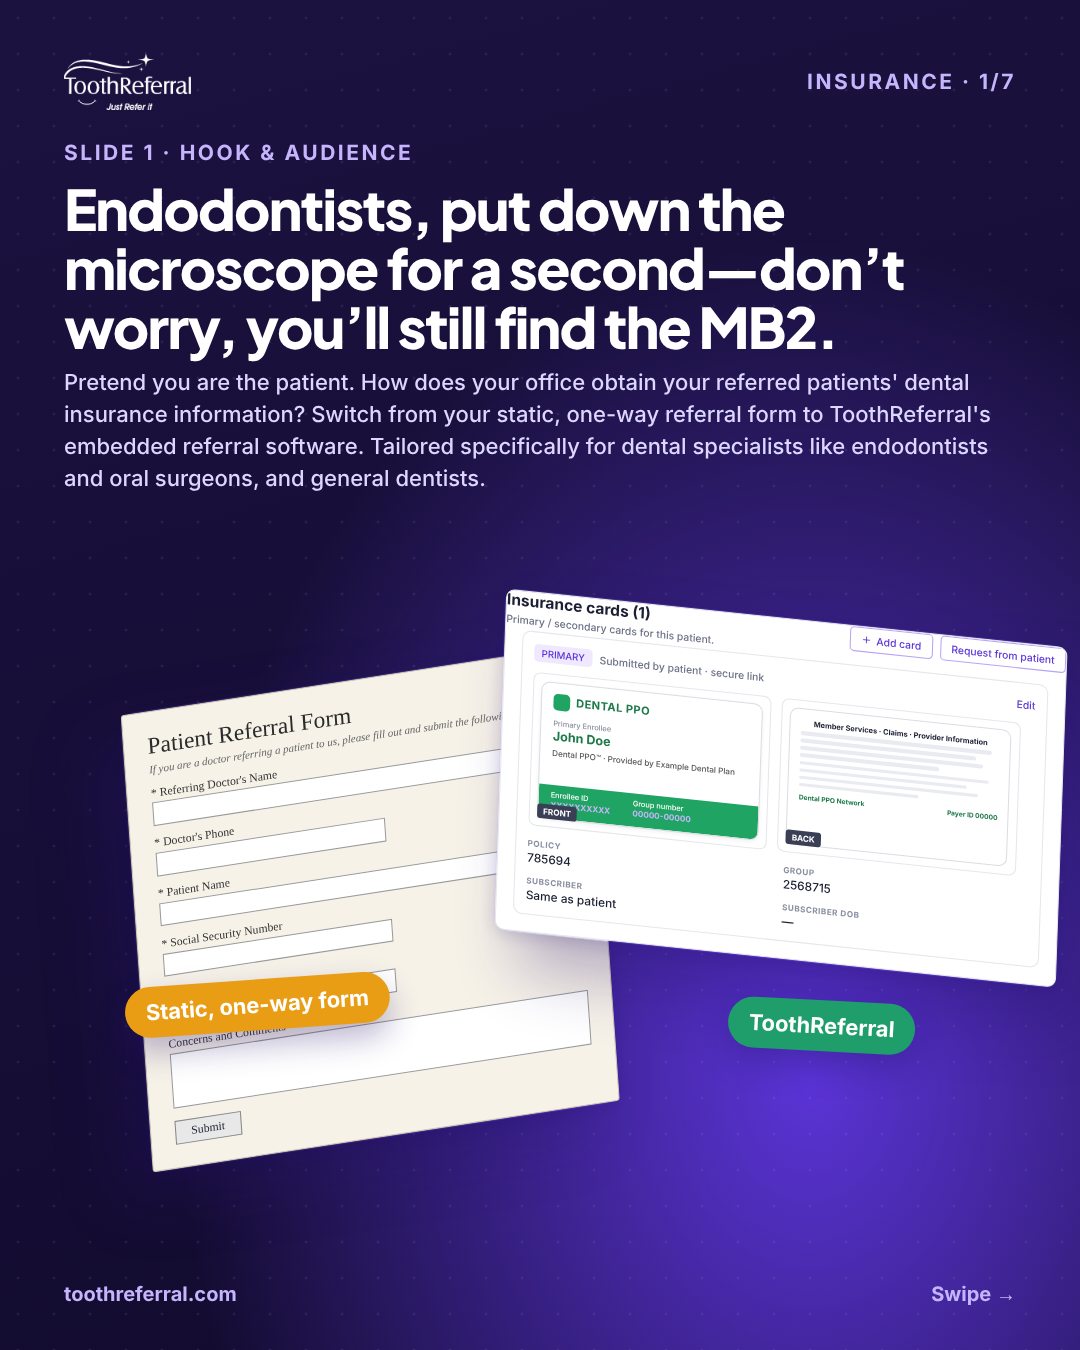 ToothReferral
Just Refer it
INSURANCE · 1/7
SLIDE 1 · HOOK & AUDIENCE
Endodontists, put down the
microscope for a second—don’t
worry, you’ll still find the MB2.
Pretend you are the patient. How does your office obtain your referred patients' dental
insurance information? Switch from your static, one-way referral form to ToothReferral's
embedded referral software. Tailored specifically for dental specialists like endodontists
and oral surgeons, and general dentists.
Patient Referral Form
If you are a doctor referring a patient to us, please fill out and submit the
* Referring Doctor's Name
* Doctor's Phone
* Patient Name
* Social Security Number
Static, one-way form
Concerns and Comments
Submit
Insurance cards (1)
Primary / secondary cards for this patient.
+ Add card
Request from patient
PRIMARY
Submitted by patient · secure link
Edit
DENTAL PPO
Primary Enrollee
John Doe
Dental PPO™ · Provided by Example Dental Plan
Enrollee ID
XXXXXXXXXX
Group number
00000-00000
FRONT
Member Services · Claims · Provider Information
Dental PPO Network
Payer ID 00000
BACK
POLICY
785694
GROUP
2568715
SUBSCRIBER
Same as patient
SUBSCRIBER DOB
—
ToothReferral
toothreferral.com
Swipe →